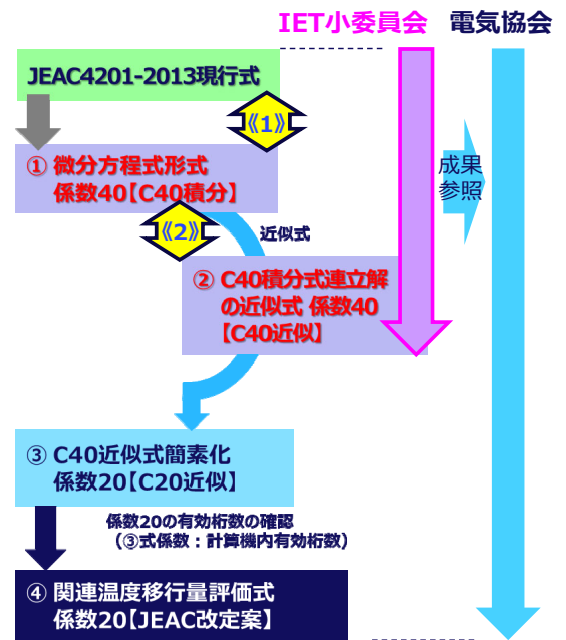 IET小委員会 電気協会
JEAC4201-2013現行式
《1》
① 微分方程式形式
係数40【C40積分】
成果
参照
《2》
近似式
② C40積分式連立解
の近似式 係数40
【C40近似】
③ C40近似式簡素化
係数20【C20近似】
係数20の有効桁数の確認
（③式係数：計算機内有効桁数）
④ 関連温度移行量評価式
係数20【JEAC改定案】